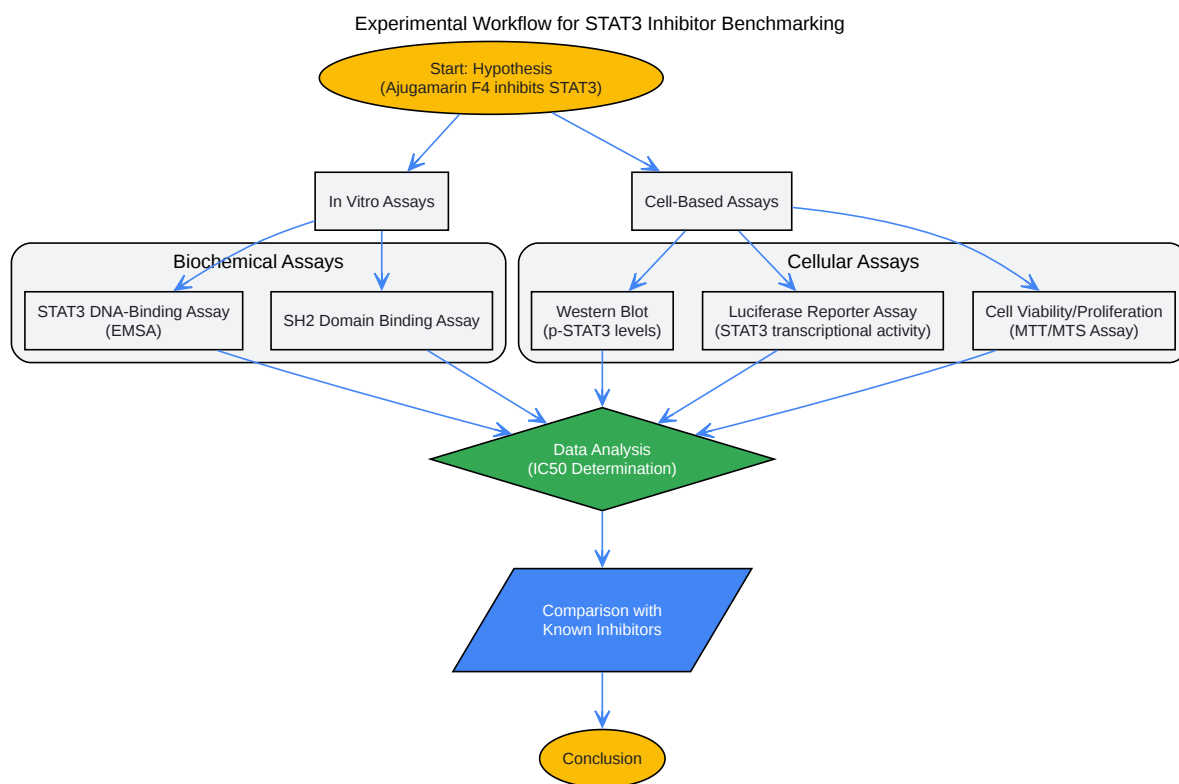 Experimental Workflow for STAT3 Inhibitor Benchmarking
Start: Hypothesis
(Ajugamarin F4 inhibits STAT3)
In Vitro Assays
Cell-Based Assays
Biochemical Assays
STAT3 DNA-Binding Assay
(EMSA)
SH2 Domain Binding Assay
Cellular Assays
Western Blot
(p-STAT3 levels)
Luciferase Reporter Assay
(STAT3 transcriptional activity)
Cell Viability/Proliferation
(MTT/MTS Assay)
Data Analysis
(IC50 Determination)
Comparison with
Known Inhibitors
Conclusion